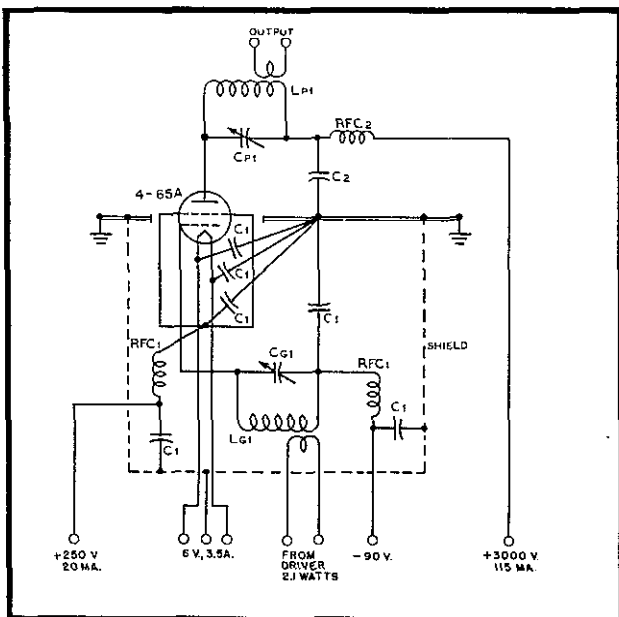 OUTPUT
LP1
RFC2
CP1
4-65A
C2
C1
C1
C1
C1
RFC1
CG1
RFC1
SHIELD
C1
LG1
C1
+250 V
20 MA.
6 V, 3.5A.
FROM
DRIVER
2.1 WATTS
-90 V.
+3000 V.
115 MA.